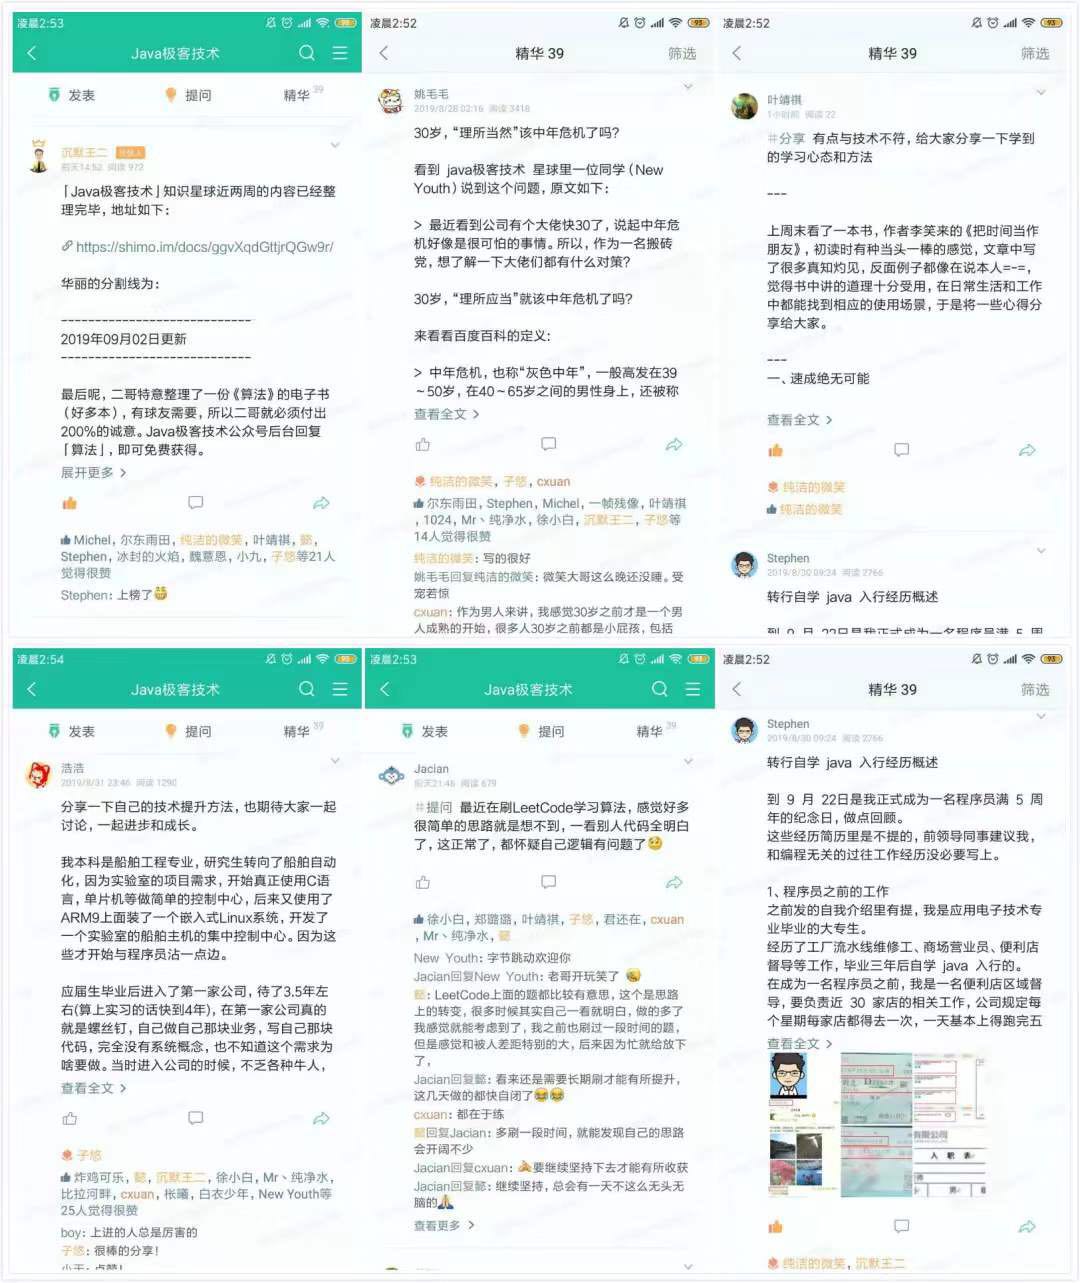 凌晨2:53
93
Java极客技术
发表
提问
精华 39
沉默王二
前天14:52 阅读 972
「Java极客技术」知识星球近两周的内容已经整
理完毕，地址如下：
https://shimo.im/docs/ggvXqdGttjrQGw9r/
华丽的分割线为：
----------------------------
2019年09月02日更新
----------------------------
最后呢，二哥特意整理了一份《算法》的电子书
（好多本），有球友需要，所以二哥就必须付出
200%的诚意。Java极客技术公众号后台回复
「算法」，即可免费获得。
展开更多 >
Michel，尔东雨田，纯洁的微笑，叶靖祺，懿，
Stephen，冰封的火焰，魏薏恩，小九，子悠等21人
觉得很赞
Stephen: 上榜了
凌晨2:52
93
精华 39
筛选
姚毛毛
2019/8/28 02:16 阅读 3418
30岁，“理所当然”该中年危机了吗？
看到 java极客技术 星球里一位同学（New
Youth）说到这个问题，原文如下：
> 最近看到公司有个大佬快30了，说起中年危
机好像是很可怕的事情。所以，作为一名搬砖
党，想了解一下大佬们都有什么对策？
30岁，“理所应当”就该中年危机了吗？
来看看百度百科的定义：
> 中年危机，也称“灰色中年”，一般高发在39
～50岁，在40～65岁之间的男性身上，还被称
查看全文 >
纯洁的微笑，子悠，cxuan
尔东雨田，Stephen，Michel，一帧残像，叶靖祺
，1024，Mr丶纯净水，徐小白，沉默王二，子悠等
14人觉得很赞
纯洁的微笑: 写的很好
姚毛毛回复纯洁的微笑: 微笑大哥这么晚还没睡。受
宠若惊
cxuan: 作为男人来讲，我感觉30岁之前才是一个男
人成熟的开始，很多人30岁之前都是小屁孩，包括
凌晨2:52
93
精华 39
筛选
叶靖祺
1小时前 阅读 22
#分享 有点与技术不符，给大家分享一下学到
的学习心态和方法
---
上周末看了一本书，作者李笑来的《把时间当作
朋友》，初读时有种当头一棒的感觉，文章中写
了很多真知灼见，反面例子都像在说本人=-=，
觉得书中讲的道理十分受用，在日常生活和工作
中都能找到相应的使用场景，于是将一些心得分
享给大家。
---
一、速成绝无可能
查看全文 >
纯洁的微笑
纯洁的微笑
Stephen
2019/8/30 09:24 阅读 2766
转行自学 java 入行经历概述
到 9 月 22日是我正式成为一名程序员满 5 周
凌晨2:54
93
Java极客技术
发表
提问
精华 39
浩浩
2019/8/31 23:46 阅读 1290
分享一下自己的技术提升方法，也期待大家一起
讨论，一起进步和成长。
我本科是船舶工程专业，研究生转向了船舶自动
化，因为实验室的项目需求，开始真正使用C语
言，单片机等做简单的控制中心，后来又使用了
ARM9上面装了一个嵌入式Linux系统，开发了
一个实验室的船舶主机的集中控制中心。因为这
些才开始与程序员沾一点边。
应届生毕业后进入了第一家公司，待了3.5年左
右(算上实习的话快到4年)，在第一家公司真的
就是螺丝钉，自己做自己那块业务，写自己那块
代码，完全没有系统概念，也不知道这个需求为
啥要做。当时进入公司的时候，不乏各种牛人，
查看全文 >
子悠
炸鸡可乐，懿，沉默王二，徐小白，Mr丶纯净水，
比拉河畔，cxuan，枨曦，白衣少年，New Youth等
25人觉得很赞
boy: 上进的人总是厉害的
子悠: 很棒的分享！
小于: 点赞！
凌晨2:53
93
Java极客技术
发表
提问
精华 39
Jacian
前天21:46 阅读 679
#提问 最近在刷LeetCode学习算法，感觉好多
很简单的思路就是想不到，一看别人代码全明白
了，这正常了，都怀疑自己逻辑有问题了
徐小白，郑璐璐，叶靖祺，子悠，君还在，cxuan
，Mr丶纯净水，懿
New Youth: 字节跳动欢迎你
Jacian回复New Youth: 老哥开玩笑了
懿: LeetCode上面的题都比较有意思，这个是思路
上的转变，很多时候其实自己一看就明白，做的多了
我感觉就能考虑到了，我之前也刷过一段时间的题，
但是感觉和被人差距特别的大，后来因为忙就给放下
了，
Jacian回复懿: 看来还是需要长期刷才能有所提升，
这几天做的都快自闭了
cxuan: 都在于练
懿回复Jacian: 多刷一段时间，就能发现自己的思路
会开阔不少
Jacian回复cxuan: 要继续坚持下去才能有所收获
Jacian回复懿: 继续坚持，总会有一天不这么无头无
脑的
查看更多 >
凌晨2:52
93
精华 39
筛选
Stephen
2019/8/30 09:24 阅读 2766
转行自学 java 入行经历概述
到 9 月 22日是我正式成为一名程序员满 5 周
年的纪念日，做点回顾。
这些经历简历里是不提的，前领导同事建议我，
和编程无关的过往工作经历没必要写上。
1、程序员之前的工作
之前发的自我介绍里有提，我是应用电子技术专
业毕业的大专生。
经历了工厂流水线维修工、商场营业员、便利店
督导等工作，毕业三年后自学 java 入行的。
在成为一名程序员之前，我是一名便利店区域督
导，要负责近 30 家店的相关工作，公司规定每
个星期每家店都得去一次，一天基本上得跑完五
查看全文 >
有限公司
入 职 表
纯洁的微笑，沉默王二